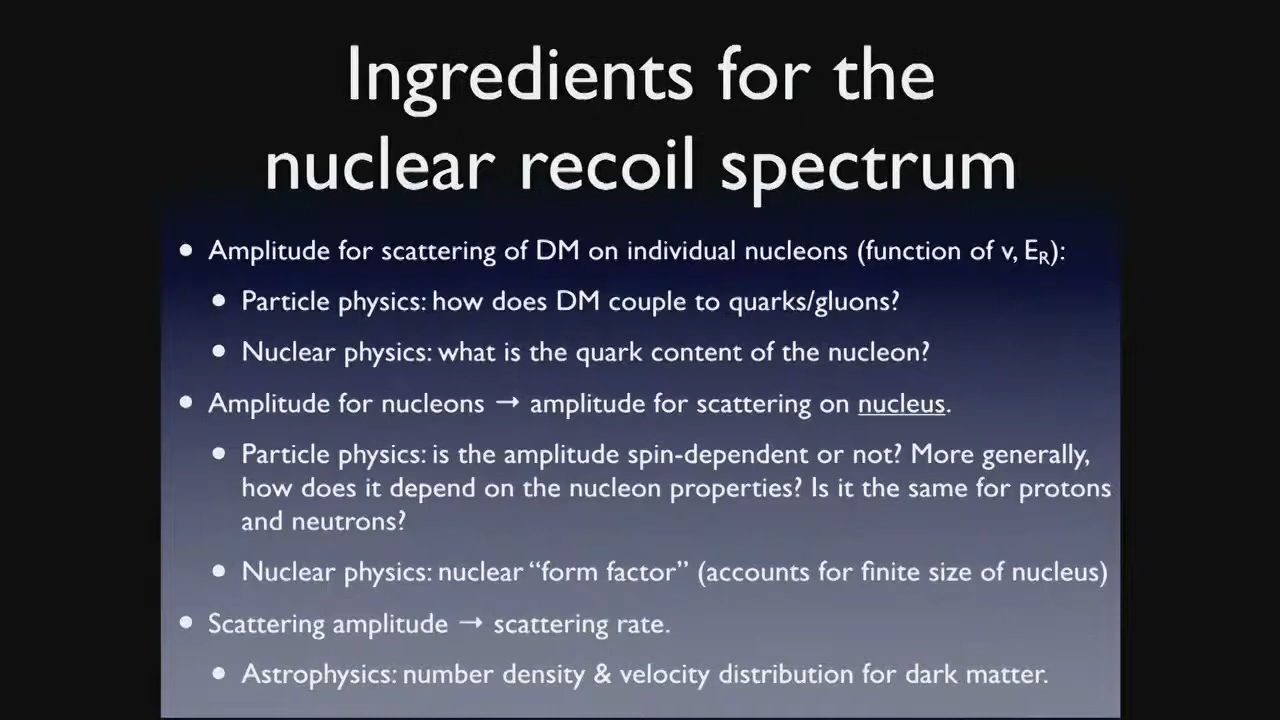 Ingredients for the
nuclear recoil spectrum
• Amplitude for scattering of DM on individual nucleons (function of v, E_R):
• Particle physics: how does DM couple to quarks/gluons?
• Nuclear physics: what is the quark content of the nucleon?
• Amplitude for nucleons → amplitude for scattering on nucleus.
• Particle physics: is the amplitude spin-dependent or not? More generally,
how does it depend on the nucleon properties? Is it the same for protons
and neutrons?
• Nuclear physics: nuclear “form factor” (accounts for finite size of nucleus)
• Scattering amplitude → scattering rate.
• Astrophysics: number density & velocity distribution for dark matter.